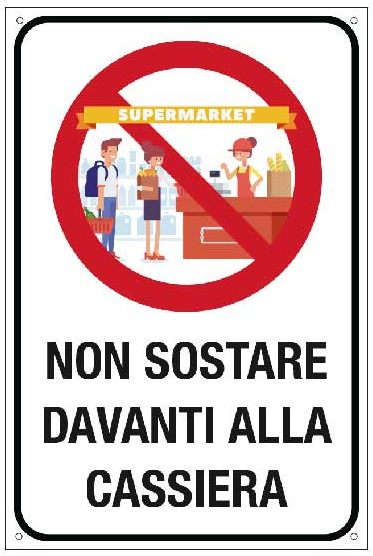 SUPERMARKET
NON SOSTARE
DAVANTI ALLA
CASSIERA